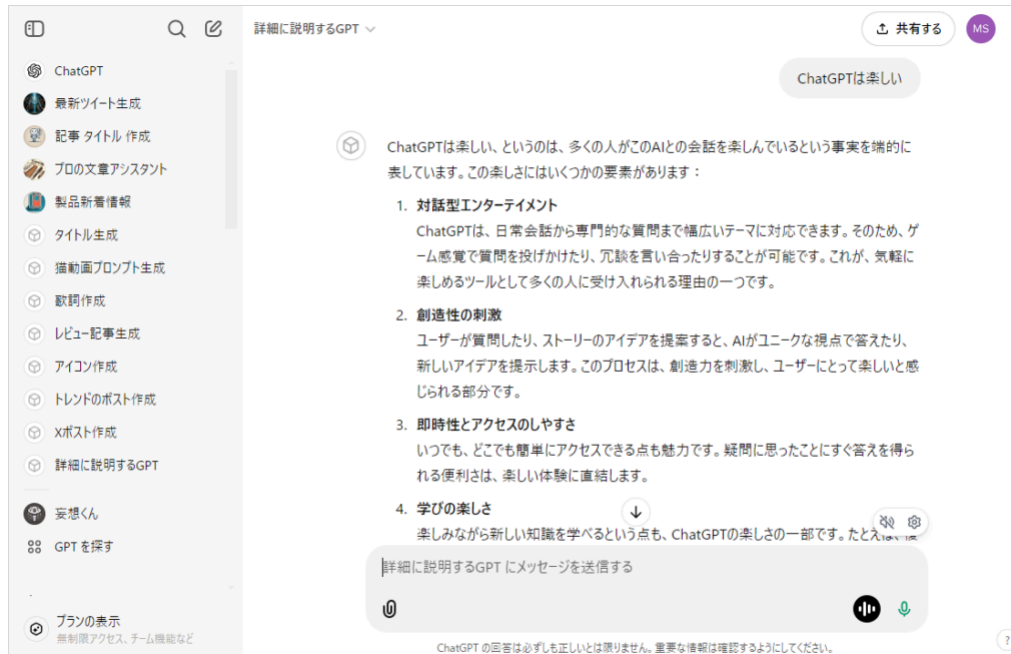 詳細に説明するGPT
共有する
MS
ChatGPT
最新ツイート生成
記事 タイトル 作成
プロの文章アシスタント
製品新着情報
タイトル生成
猫動画プロンプト生成
歌詞作成
レビュー記事生成
アイコン作成
トレンドのポスト作成
Xポスト作成
詳細に説明するGPT
妄想くん
GPT を探す
プランの表示
無制限アクセス、チーム機能など
ChatGPTは楽しい
ChatGPTは楽しい、というのは、多くの人がこのAIとの会話を楽しんでいるという事実を端的に
表しています。この楽しさにはいくつかの要素があります：
1. 対話型エンターテイメント
ChatGPTは、日常会話から専門的な質問まで幅広いテーマに対応できます。そのため、ゲ
ーム感覚で質問を投げかけたり、冗談を言い合ったりすることが可能です。これが、気軽に
楽しめるツールとして多くの人に受け入れられる理由の一つです。
2. 創造性の刺激
ユーザーが質問したり、ストーリーのアイデアを提案すると、AIがユニークな視点で答えたり、
新しいアイデアを提示します。このプロセスは、創造力を刺激し、ユーザーにとって楽しいと感
じられる部分です。
3. 即時性とアクセスのしやすさ
いつでも、どこでも簡単にアクセスできる点も魅力です。疑問に思ったことにすぐ答えを得ら
れる便利さは、楽しい体験に直結します。
4. 学びの楽しさ
楽しみながら新しい知識を学べるという点も、ChatGPTの楽しさの一部です。たとえば、
詳細に説明するGPT にメッセージを送信する
ChatGPT の回答は必ずしも正しいとは限りません。重要な情報は確認するようにしてください。
?